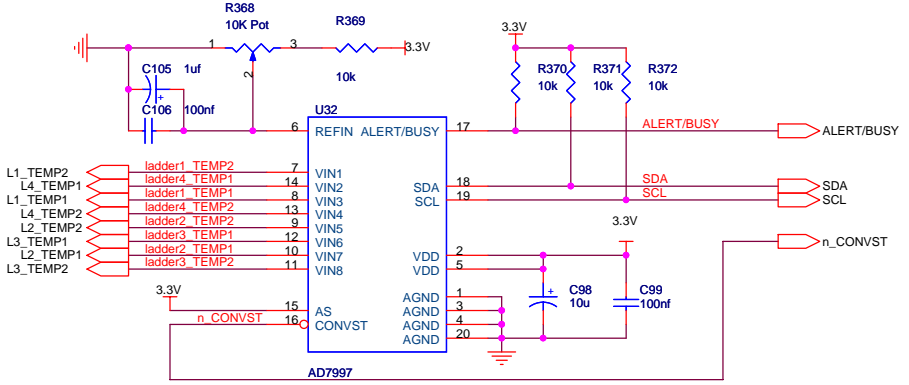 R368
10K Pot
R369
1
3
3.3V
10k
2
C105
1uf
+
C106
100nf
3.3V
R370
10k
R371
10k
R372
10k
U32
6
REFIN
ALERT/BUSY
17
ALERT/BUSY
ALERT/BUSY
L1_TEMP2
ladder1_TEMP2
7
VIN1
L4_TEMP1
ladder4_TEMP1
14
VIN2
SDA
18
SDA
SDA
L1_TEMP1
ladder1_TEMP1
8
VIN3
SCL
19
SCL
SCL
L4_TEMP2
ladder4_TEMP2
13
VIN4
L2_TEMP2
ladder2_TEMP2
9
VIN5
3.3V
L3_TEMP1
ladder3_TEMP1
12
VIN6
n_CONVST
L2_TEMP1
ladder2_TEMP1
10
VIN7
VDD
2
L3_TEMP2
ladder3_TEMP2
11
VIN8
VDD
5
C98
10u
+
C99
100nf
3.3V
AGND
1
15
AS
AGND
3
n_CONVST
16
CONVST
AGND
4
AGND
20
AD7997